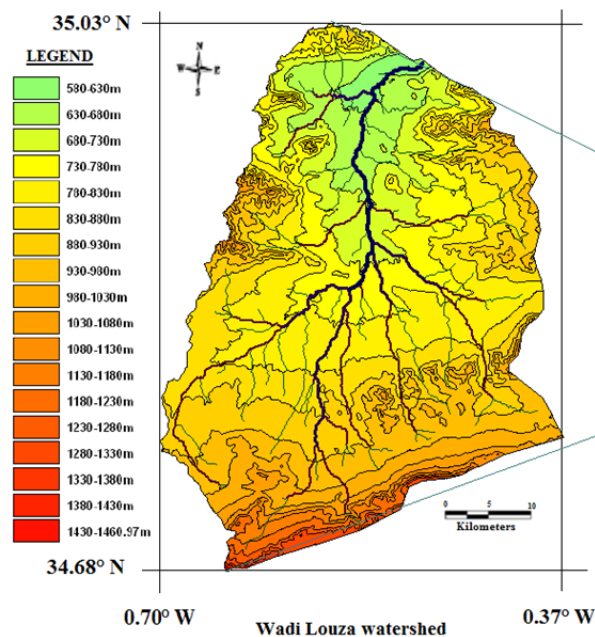 35.03° N
LEGEND
N
W E
S
580-630m
630-680m
680-730m
730-780m
780-830m
830-880m
880-930m
930-980m
980-1030m
1030-1080m
1080-1130m
1130-1180m
1180-1230m
1230-1280m
1280-1330m
1330-1380m
1380-1430m
1430-1460.97m
0 5 10
Kilometers
34.68° N
0.70° W
0.37° W
Wadi Louza watershed